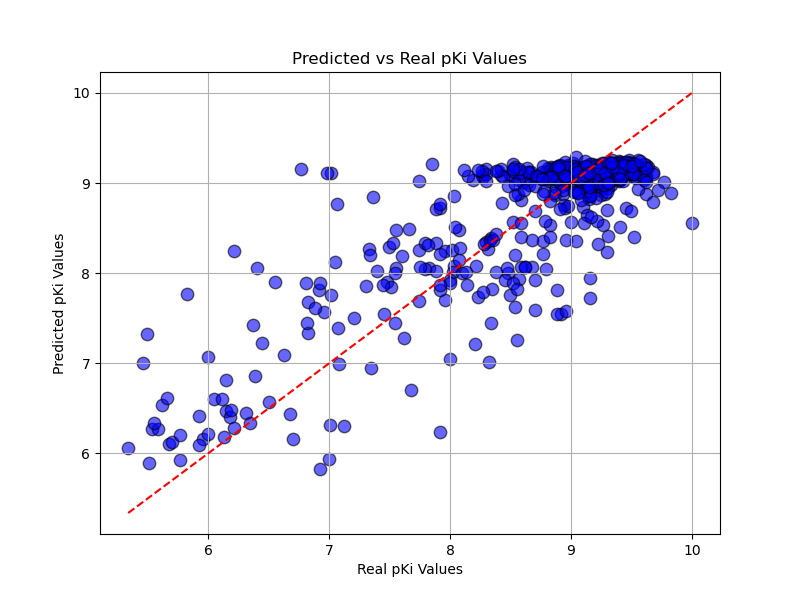 Predicted vs Real pKi Values
10
9
8
7
6
Predicted pKi Values
6 7 8 9 10
Real pKi Values